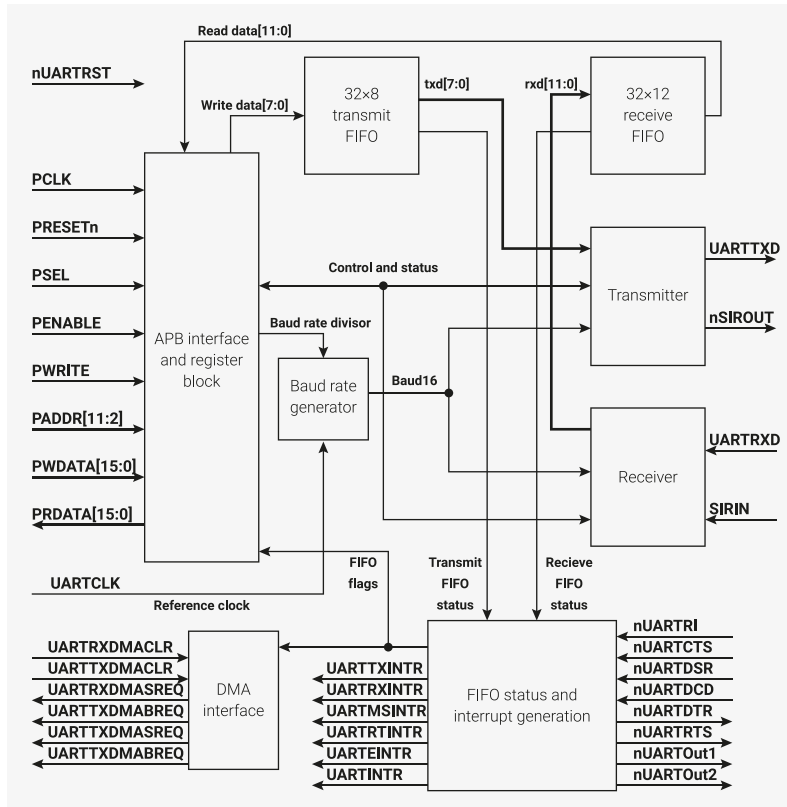 Read data[11:0]
nUARTRST
32×8
transmit
FIFO
txd[7:0]
rxd[11:0]
32×12
receive
FIFO
Write data[7:0]
PCLK
PRESETn
PSEL
PENABLE
PWRITE
PADDR[11:2]
PWDATA[15:0]
PRDATA[15:0]
APB interface
and register
block
Control and status
Baud rate divisor
Baud rate
generator
Baud16
Transmitter
UARTTXD
nSIROUT
Receiver
UARTRXD
SIRIN
UARTCLK
Reference clock
FIFO
flags
Transmit
FIFO
status
Recieve
FIFO
status
UARTRXDMACLR
UARTTXDMACLR
UARTRXDMASREQ
UARTRXDMABREQ
UARTTXDMASREQ
UARTTXDMABREQ
DMA
interface
UARTTXINTR
UARTRXINTR
UARTMSINTR
UARTRTINTR
UARTEINTR
UARTINTR
FIFO status and
interrupt generation
nUARTRI
nUARTCTS
nUARTDSR
nUARTDCD
nUARTDTR
nUARTRTS
nUARTOut1
nUARTOut2